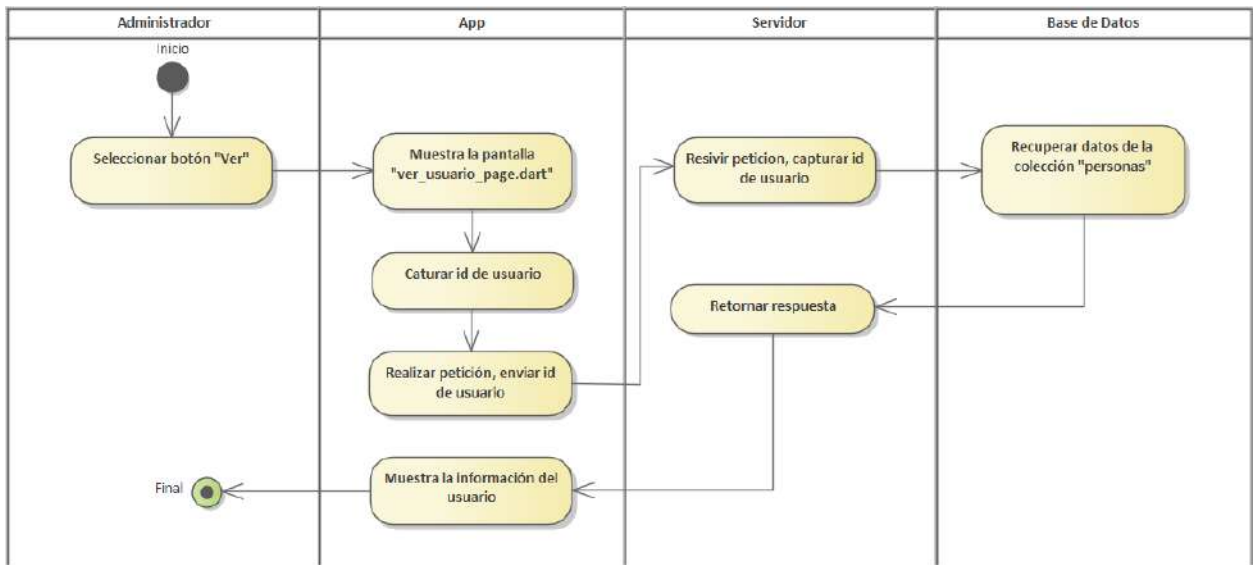 Administrador
App
Servidor
Base de Datos
Inicio
Seleccionar botón "Ver"
Muestra la pantalla
"ver_usuario_page.dart"
Resivir peticion, capturar id
de usuario
Recuperar datos de la
colección "personas"
Caturar id de usuario
Retornar respuesta
Realizar petición, enviar id
de usuario
Muestra la información del
usuario
Final